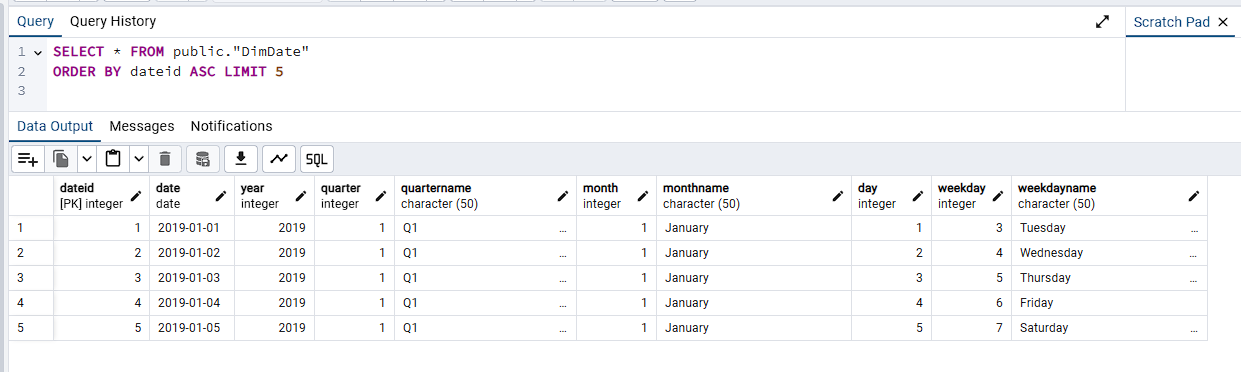 Query Query History Scratch Pad ✕
1 SELECT * FROM public."DimDate"
2 ORDER BY dateid ASC LIMIT 5
3
Data Output Messages Notifications
SQL
dateid date year quarter quartername month monthname day weekday weekdayname
[PK] integer date integer integer character (50) integer character (50) integer integer character (50)
1 1 2019-01-01 2019 1 Q1 ... 1 January 1 3 Tuesday ...
2 2 2019-01-02 2019 1 Q1 ... 1 January 2 4 Wednesday ...
3 3 2019-01-03 2019 1 Q1 ... 1 January 3 5 Thursday ...
4 4 2019-01-04 2019 1 Q1 ... 1 January 4 6 Friday
5 5 2019-01-05 2019 1 Q1 ... 1 January 5 7 Saturday ...